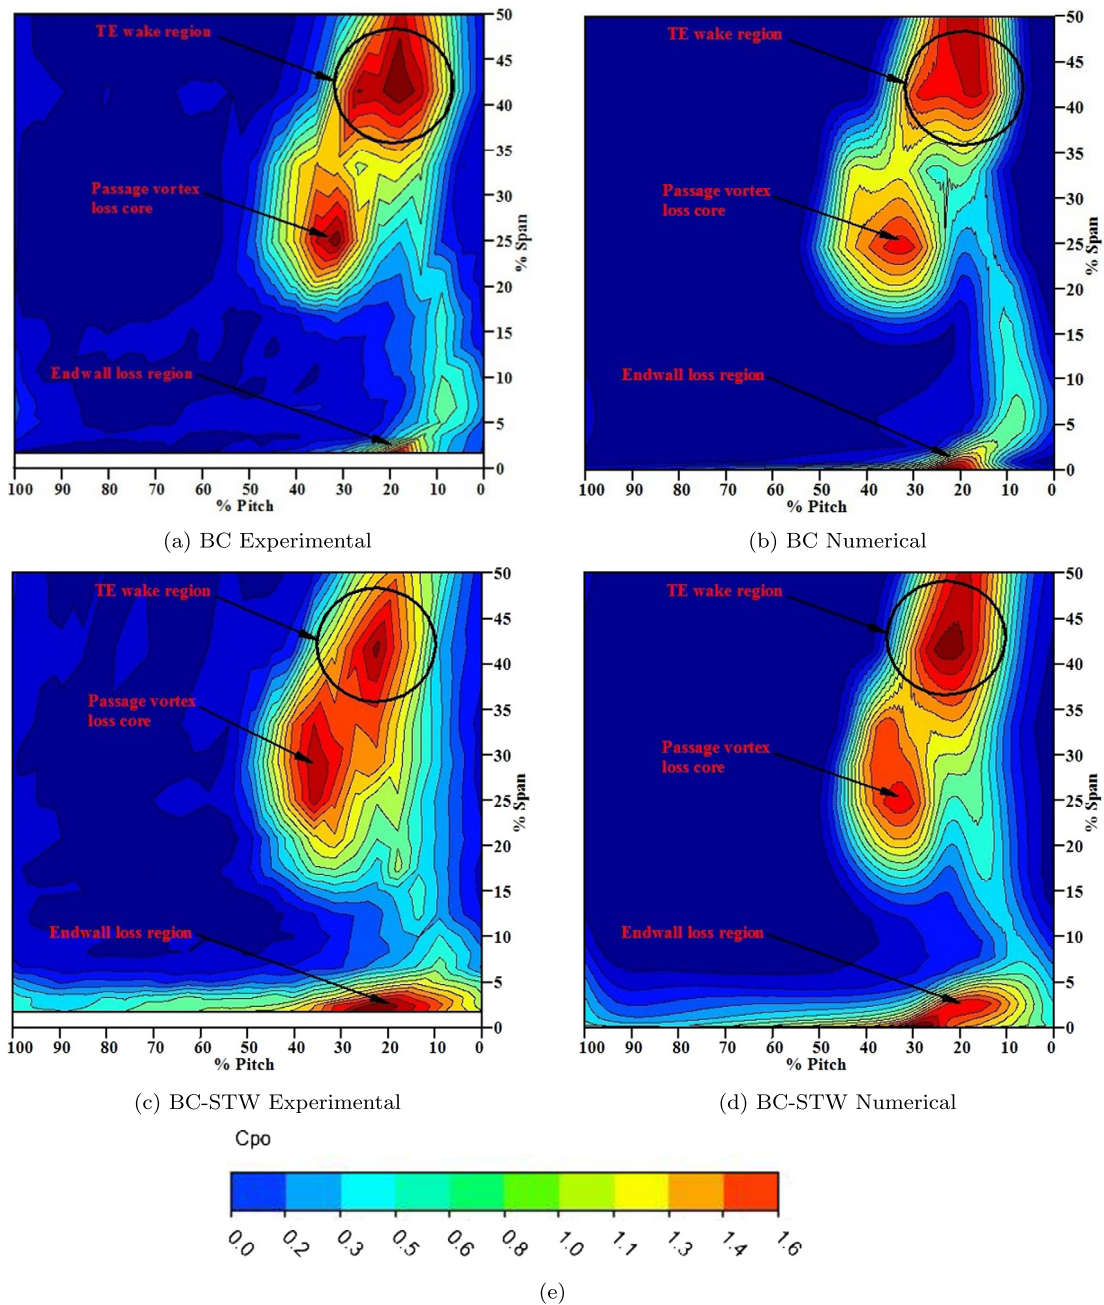 TE wake region
Passage vortex
loss core
Endwall loss region
50
45
40
35
30
25
20
15
10
5
0
% Span
100 90 80 70 60 50 40 30 20 10 0
% Pitch
(a) BC Experimental
TE wake region
Passage vortex
loss core
Endwall loss region
50
45
40
35
30
25
20
15
10
5
0
% Span
100 90 80 70 60 50 40 30 20 10 0
% Pitch
(b) BC Numerical
TE wake region
Passage vortex
loss core
Endwall loss region
50
45
40
35
30
25
20
15
10
5
0
% Span
100 90 80 70 60 50 40 30 20 10 0
% Pitch
(c) BC-STW Experimental
TE wake region
Passage vortex
loss core
Endwall loss region
50
45
40
35
30
25
20
15
10
5
0
% Span
100 90 80 70 60 50 40 30 20 10 0
% Pitch
(d) BC-STW Numerical
Cpo
0.0 0.2 0.3 0.5 0.6 0.8 1.0 1.1 1.3 1.4 1.6
(e)